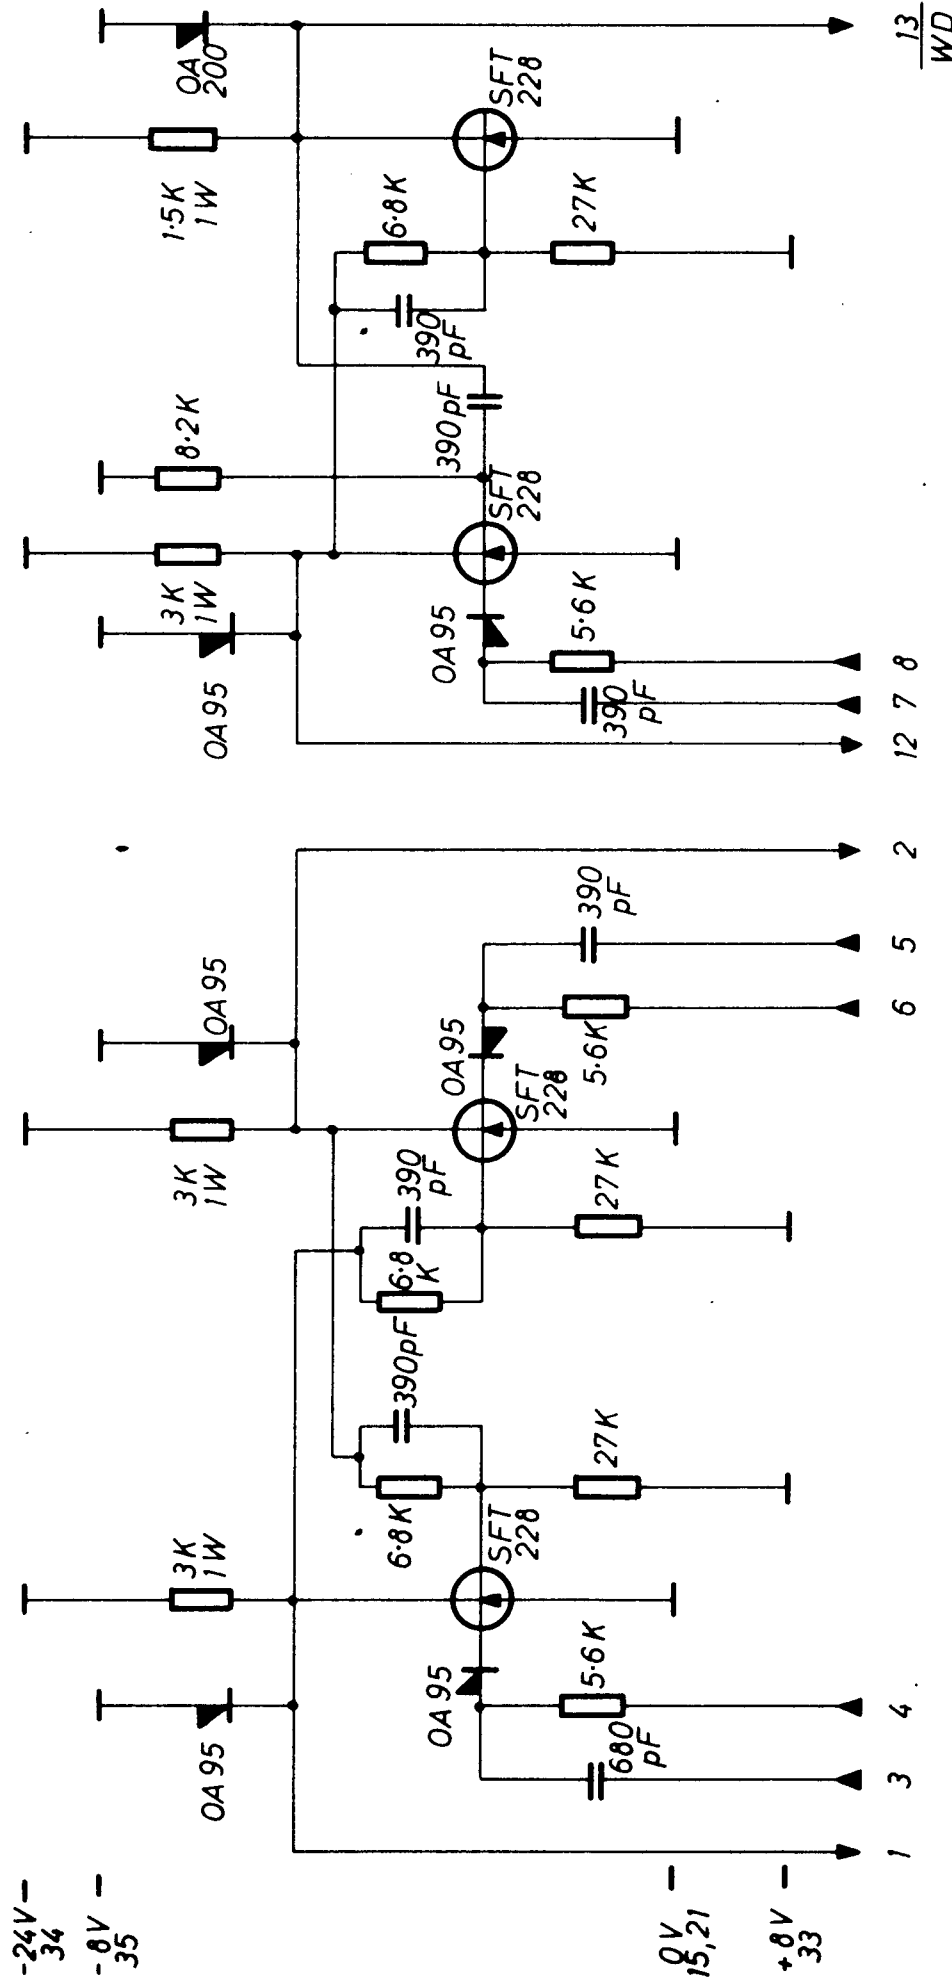 -24V
34
-8V
35
0V
15,21
+8V
33
OA95
3K
1W
3K
1W
OA95
OA95
3K
1W
8·2K
1·5K
1W
OA
200
6·8K
390pF
6·8
K
390
pF
OA95
SFT
228
SFT
228
OA95
OA95
SFT
228
390pF
390
pF
6·8K
SFT
228
680
pF
5·6K
27K
27K
5·6K
390
pF
390
pF
5·6K
27K
1
3
4
6
5
2
12
7
8
13
WD